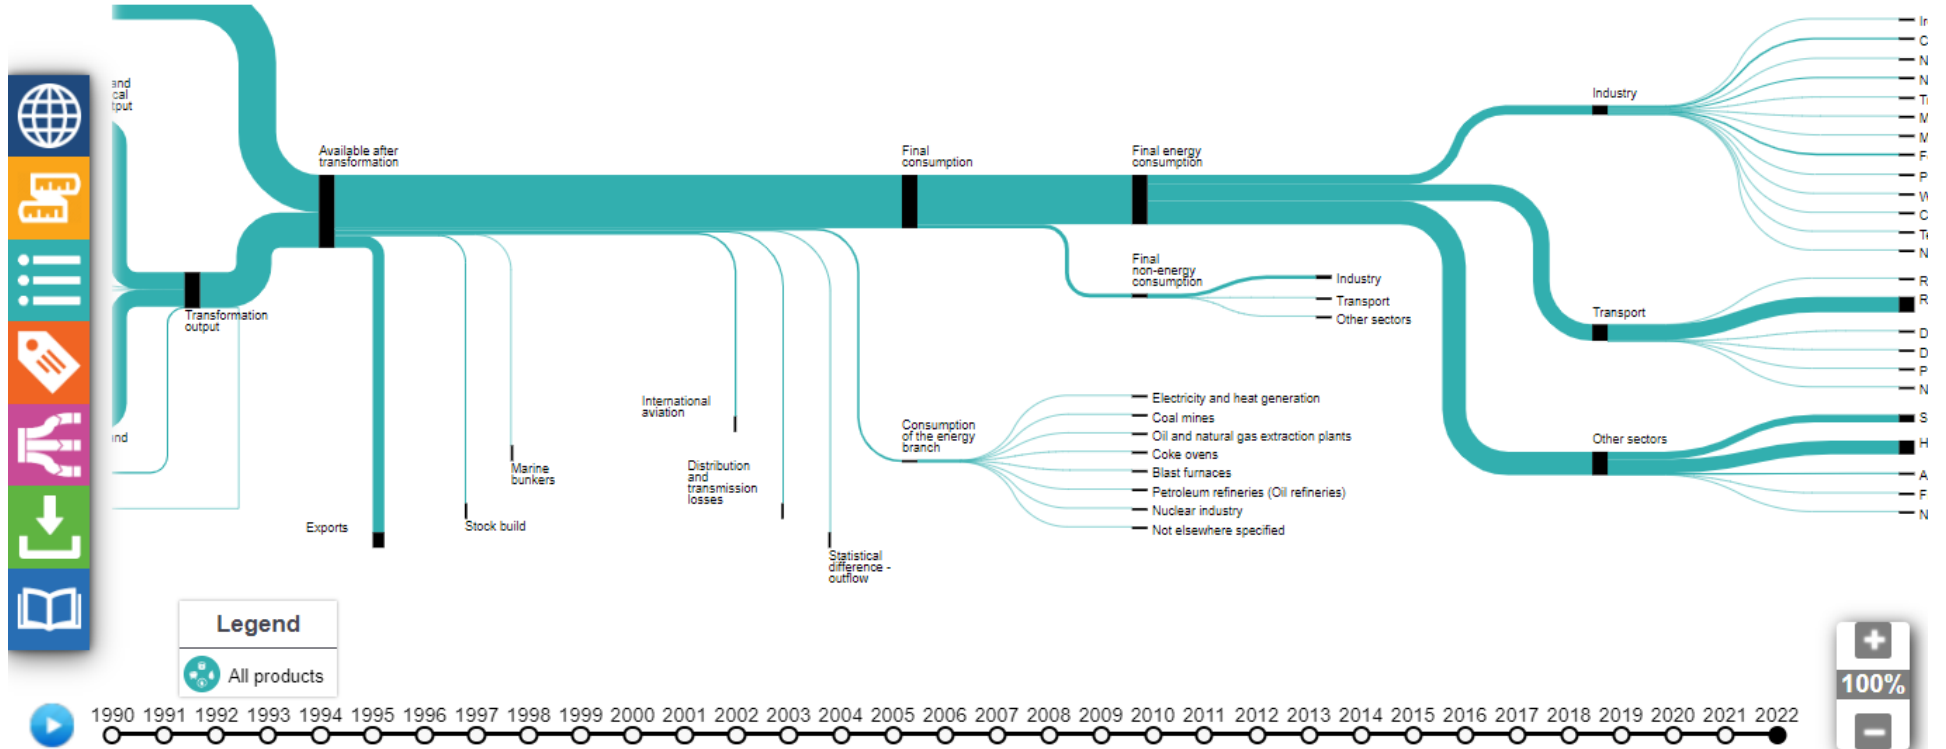 and
cal
tput
Available after
transformation
Final
consumption
Final energy
consumption
Industry
Final
non-energy
consumption
Industry
Transport
Other sectors
Transformation
output
Transport
International
aviation
Electricity and heat generation
Coal mines
Oil and natural gas extraction plants
Coke ovens
Blast furnaces
Petroleum refineries (Oil refineries)
Nuclear industry
Not elsewhere specified
Consumption
of the energy
branch
Other sectors
und
Marine
bunkers
Distribution
and
transmission
losses
Exports
Stock build
Statistical
difference -
outflow
Ir
C
N
N
T
M
M
F
P
W
C
Te
N
R
R
D
D
P
N
S
H
A
F
N
Legend
All products
1990 1991 1992 1993 1994 1995 1996 1997 1998 1999 2000 2001 2002 2003 2004 2005 2006 2007 2008 2009 2010 2011 2012 2013 2014 2015 2016 2017 2018 2019 2020 2021 2022
+
100%
−